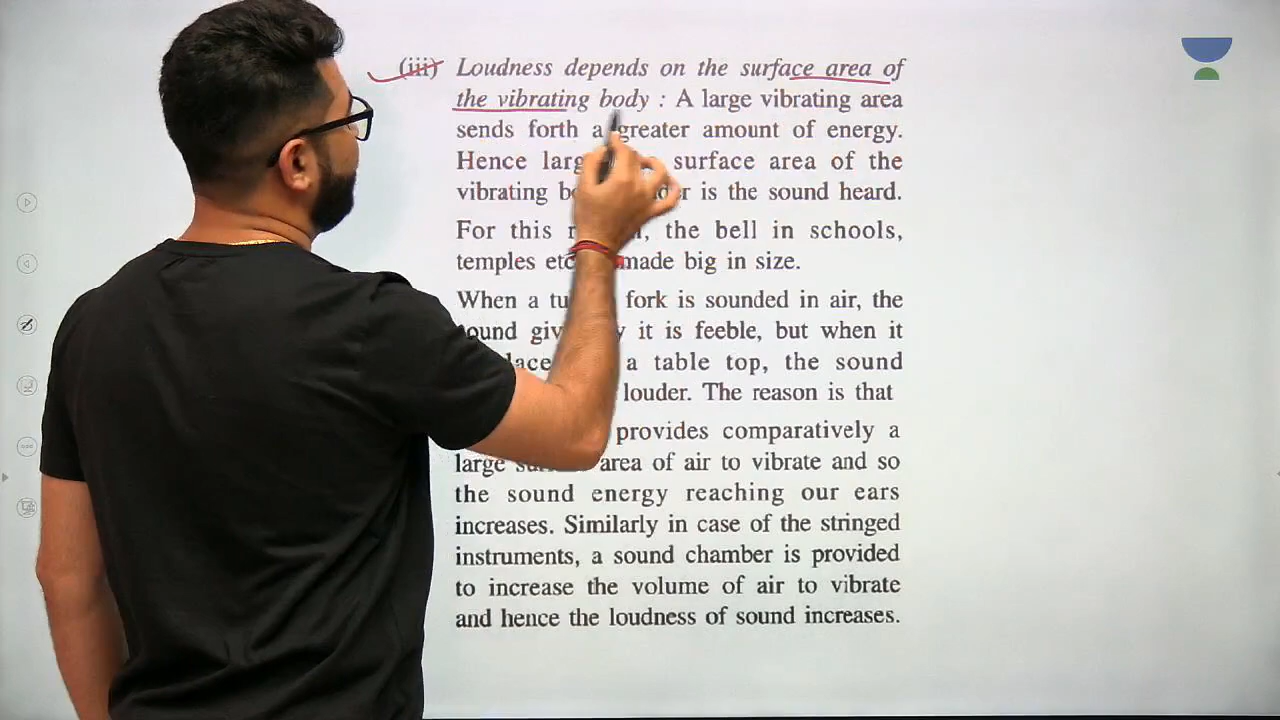 (iii) Loudness depends on the surface area of
the vibrating body : A large vibrating area
sends forth a greater amount of energy.
Hence surface area of the
vibrating is the sound heard.
For this the bell in schools,
temples made big in size.
When a fork is sounded in air, the
sound it is feeble, but when it
a table top, the sound
louder. The reason is that
provides comparatively a
large area of air to vibrate and so
the sound energy reaching our ears
increases. Similarly in case of the stringed
instruments, a sound chamber is provided
to increase the volume of air to vibrate
and hence the loudness of sound increases.